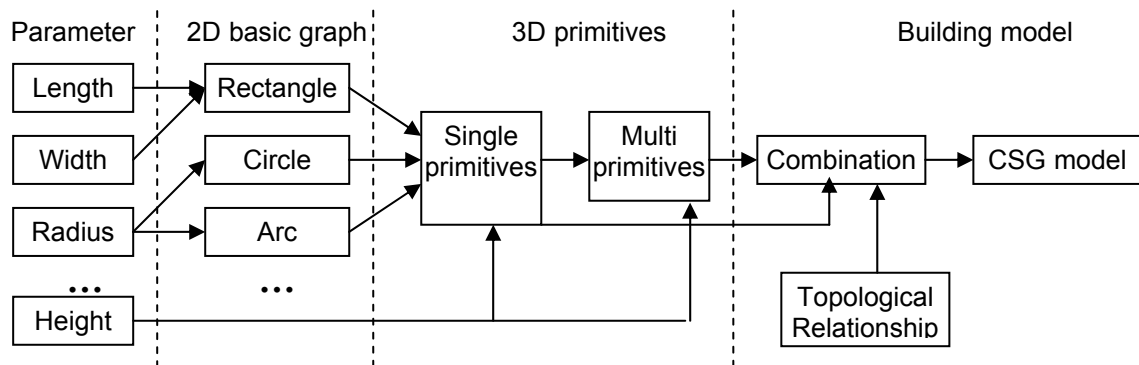 Parameter
2D basic graph
3D primitives
Building model
Length
Rectangle
Width
Circle
Single
primitives
Multi
primitives
Combination
CSG model
Radius
Arc
...
...
Height
Topological
Relationship